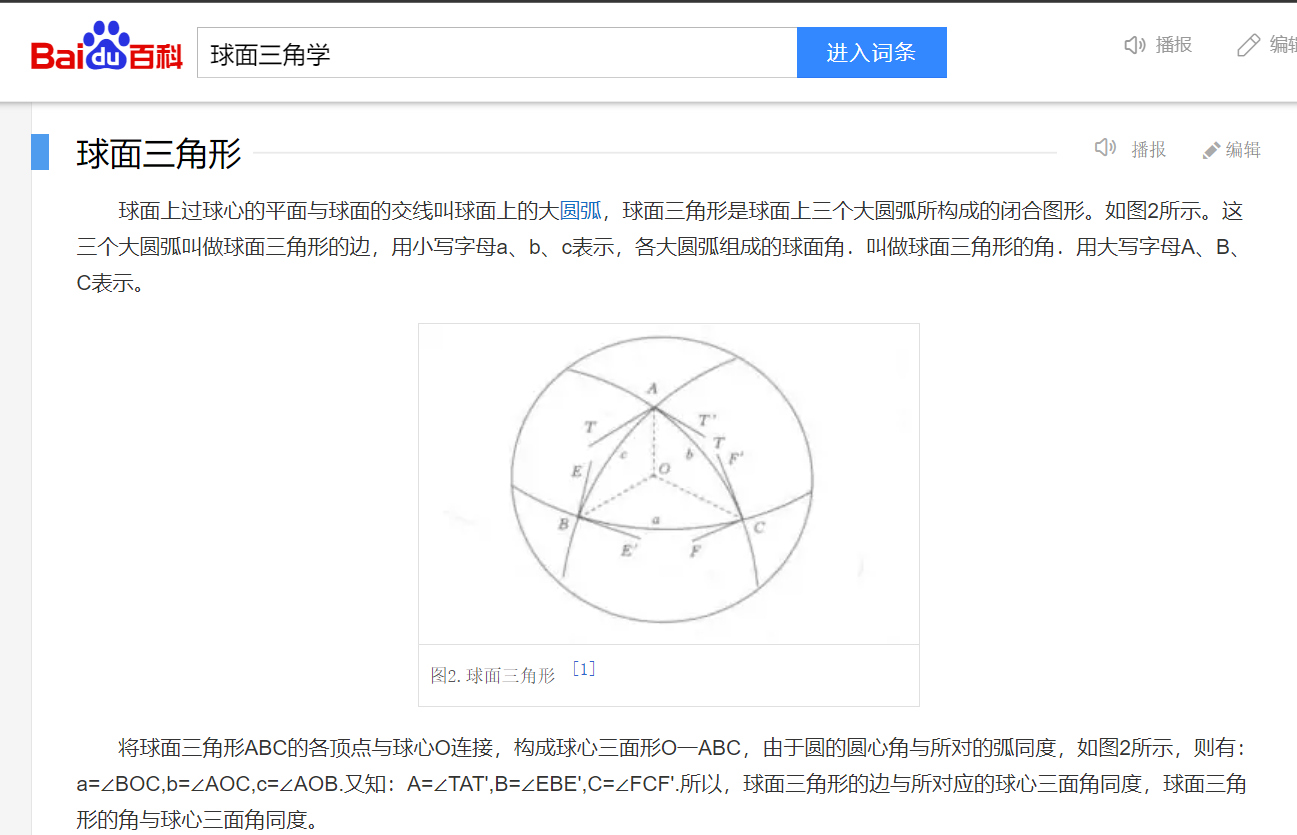 Baidu百科
球面三角学
进入词条
播报
编辑
球面三角形
播报
编辑
球面上过球心的平面与球面的交线叫球面上的大圆弧，球面三角形是球面上三个大圆弧所构成的闭合图形。如图2所示。这
三个大圆弧叫做球面三角形的边，用小写字母a、b、c表示，各大圆弧组成的球面角．叫做球面三角形的角．用大写字母A、B、
C表示。
A
T
T'
T
c
b
F'
E
O
B
a
C
E'
F
图2. 球面三角形 [1]
将球面三角形ABC的各顶点与球心O连接，构成球心三面形O—ABC，由于圆的圆心角与所对的弧同度，如图2所示，则有：
a=∠BOC,b=∠AOC,c=∠AOB.又知：A=∠TAT',B=∠EBE',C=∠FCF'.所以，球面三角形的边与所对应的球心三面角同度，球面三角
形的角与球心三面角同度。